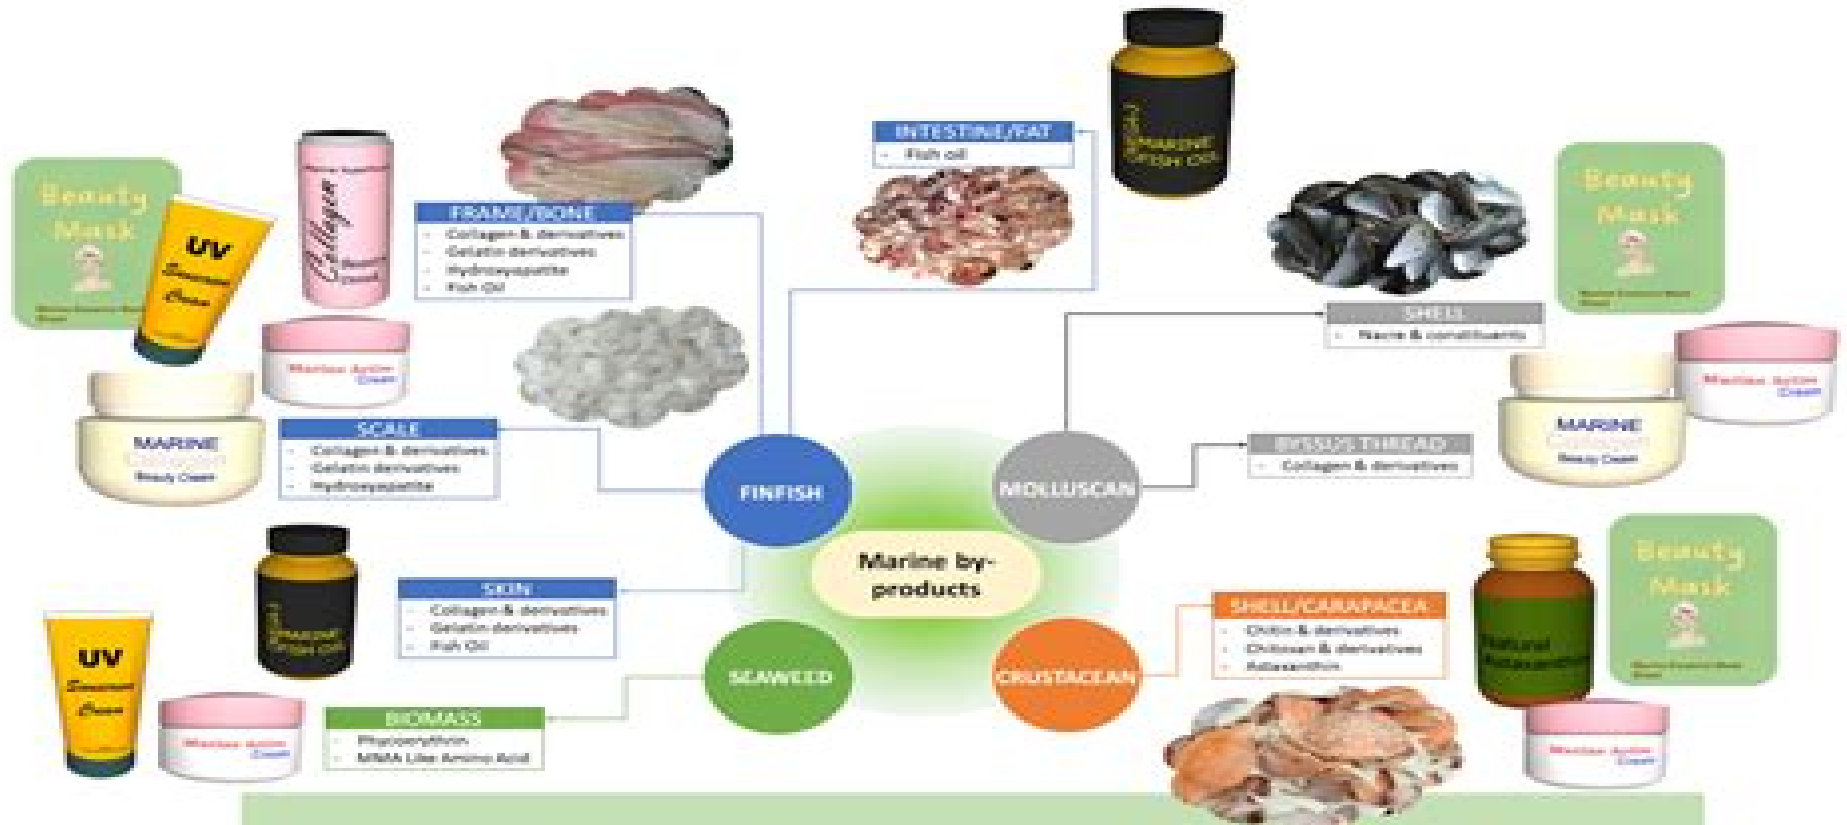 INTESTINE/FAT
- Fish oil
MARINE
FISH OIL
Beauty
Mask
UV
Sunscreen
Cream
Collagen
FRAME/BONE
- Collagen & derivatives
- Gelatin derivatives
- Hydroxyapatite
- Fish Oil
Beauty
Mask
SHELL
- Nacre & constituents
Marine Active
Cream
MARINE
Collagen
Beauty Cream
SCALE
- Collagen & derivatives
- Gelatin derivatives
- Hydroxyapatite
BYSSUS THREAD
- Collagen & derivatives
Marine Active
Cream
MARINE
Collagen
Beauty Cream
FINFISH
MOLLUSCAN
Marine by-
products
SKIN
- Collagen & derivatives
- Gelatin derivatives
- Fish Oil
MARINE
FISH OIL
SHELL/CARAPACEA
- Chitin & derivatives
- Chitosan & derivatives
- Astaxanthin
Natural
Astaxanthin
Beauty
Mask
SEAWEED
CRUSTACEAN
UV
Sunscreen
Cream
Marine Active
Cream
BIOMASS
- Phycoerythrin
- MMA Like Amino Acid
Marine Active
Cream